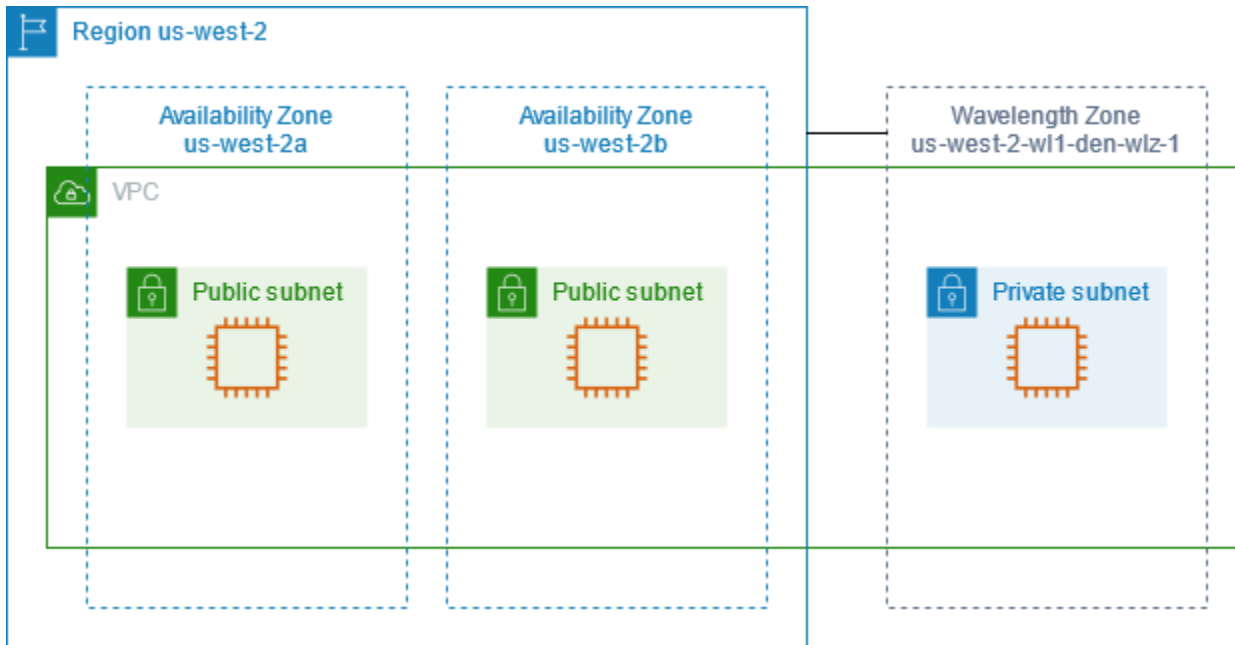 Region us-west-2
Availability Zone
us-west-2a
Availability Zone
us-west-2b
Wavelength Zone
us-west-2-wl1-den-wlz-1
VPC
Public subnet
Public subnet
Private subnet